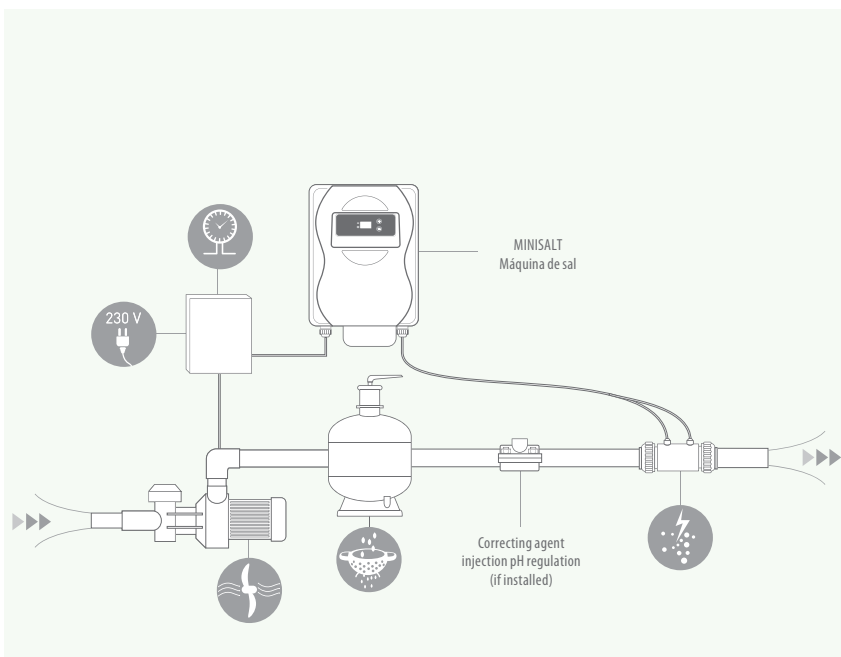 MINISALT
Máquina de sal
230 V
Correcting agent
injection pH regulation
(if installed)